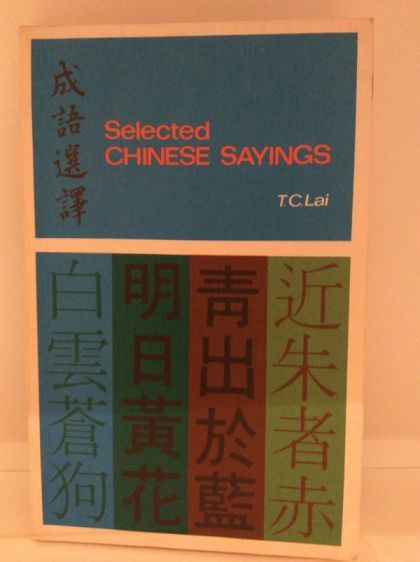 成語選譯
Selected
CHINESE SAYINGS
T.C.Lai
近朱者赤
青出於藍
明日黃花
白雲蒼狗